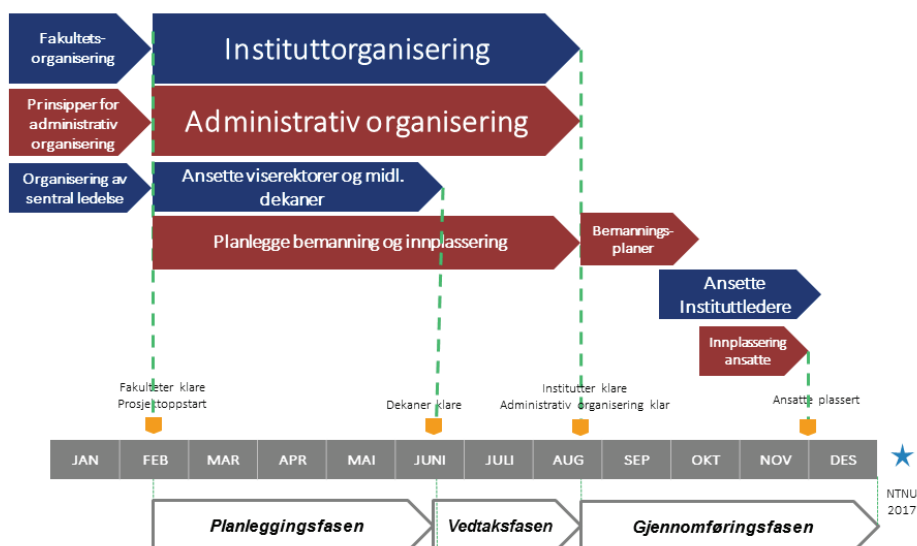 Fakultets-
organisering
Instituttorganisering
Prinsipper for
administrativ
organisering
Administrativ organisering
Organisering av
sentral ledelse
Ansette viserektorer og midl.
dekaner
Planlegge bemanning og innplassering
Bemannings-
planer
Ansette
Instituttledere
Innplassering
ansatte
Fakulteter klare
Prosjektoppstart
Dekaner klare
Institutter klare
Administrativ organisering klar
Ansatte plassert
JAN FEB MAR APR MAI JUNI JULI AUG SEP OKT NOV DES
NTNU
2017
Planleggingsfasen
Vedtaksfasen
Gjennomføringsfasen